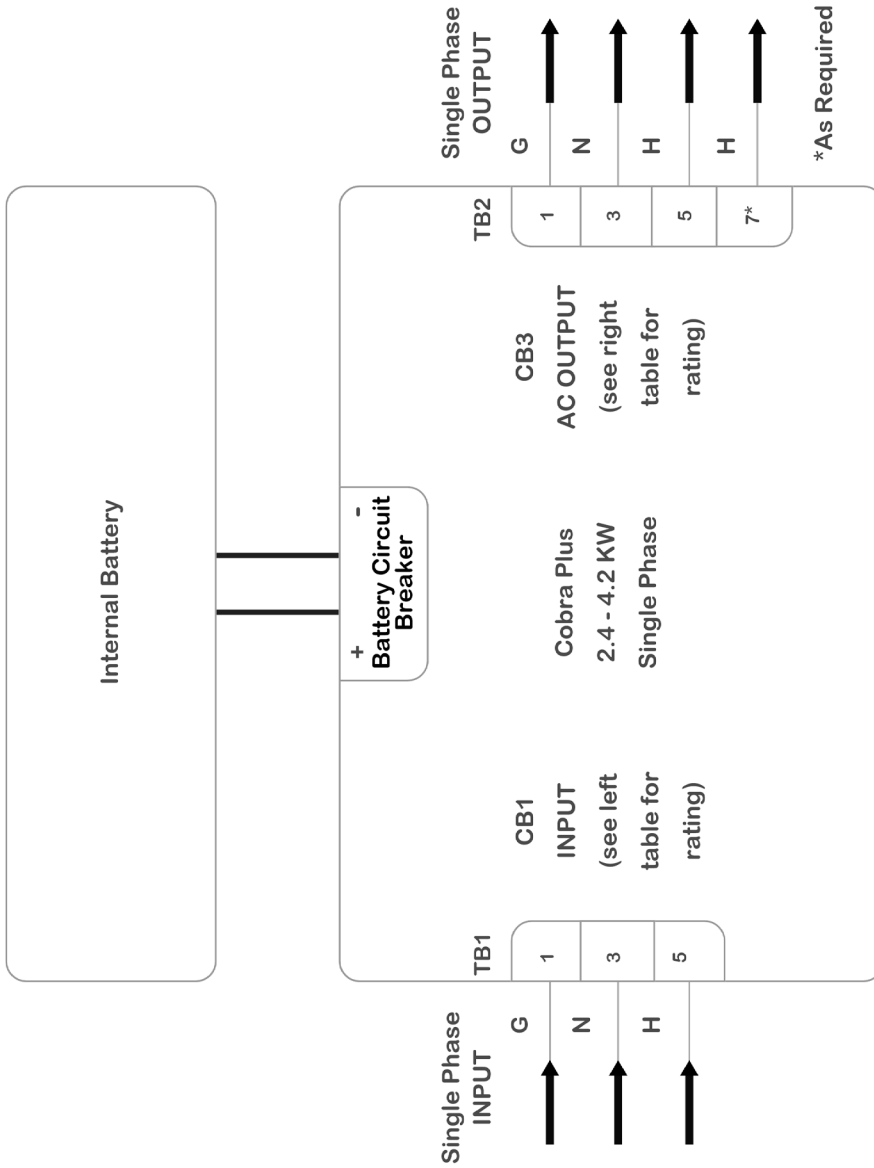 Internal Battery
+ -
Battery Circuit
Breaker
Single Phase
INPUT
G
N
H
TB1
1
3
5
CB1
INPUT
(see left
table for
rating)
Cobra Plus
2.4 - 4.2 KW
Single Phase
CB3
AC OUTPUT
(see right
table for
rating)
TB2
1
3
5
7*
Single Phase
OUTPUT
G
N
H
H
*As Required